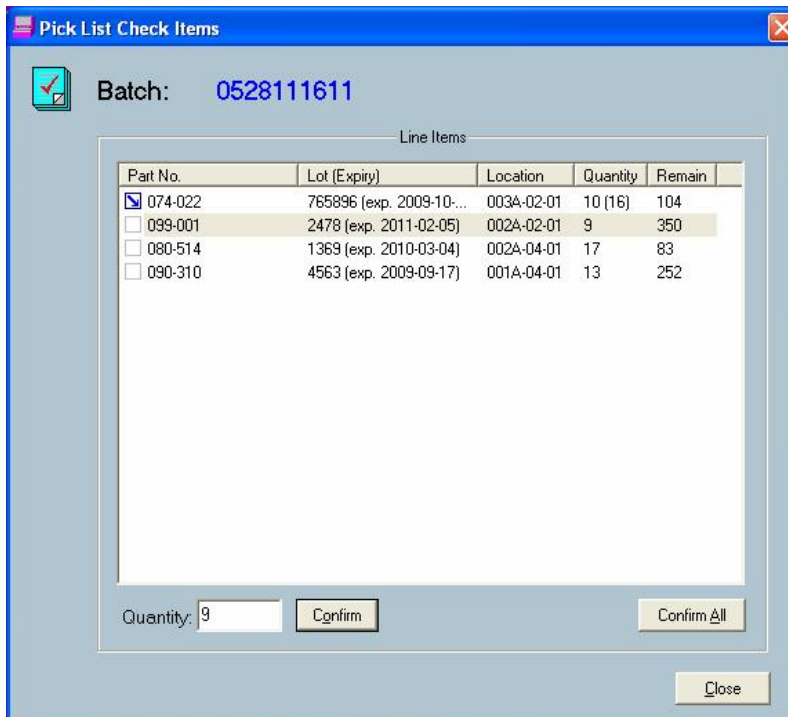 Pick List Check Items
Batch: 0528111611
Line Items
Part No. Lot (Expiry) Location Quantity Remain
074-022 765896 (exp. 2009-10-... 003A-02-01 10 (16) 104
099-001 2478 (exp. 2011-02-05) 002A-02-01 9 350
080-514 1369 (exp. 2010-03-04) 002A-04-01 17 83
090-310 4563 (exp. 2009-09-17) 001A-04-01 13 252
Quantity: 9 Confirm Confirm All
Close